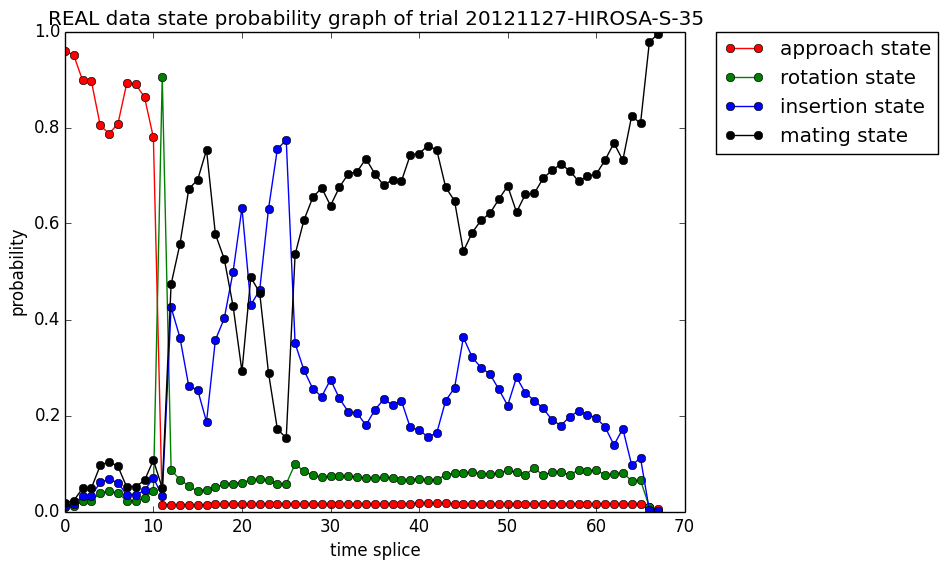 REAL data state probability graph of trial 20121127-HIROSA-S-35
1.0
0.8
0.6
0.4
0.2
0.0
probability
0 10 20 30 40 50 60 70
time splice
approach state
rotation state
insertion state
mating state